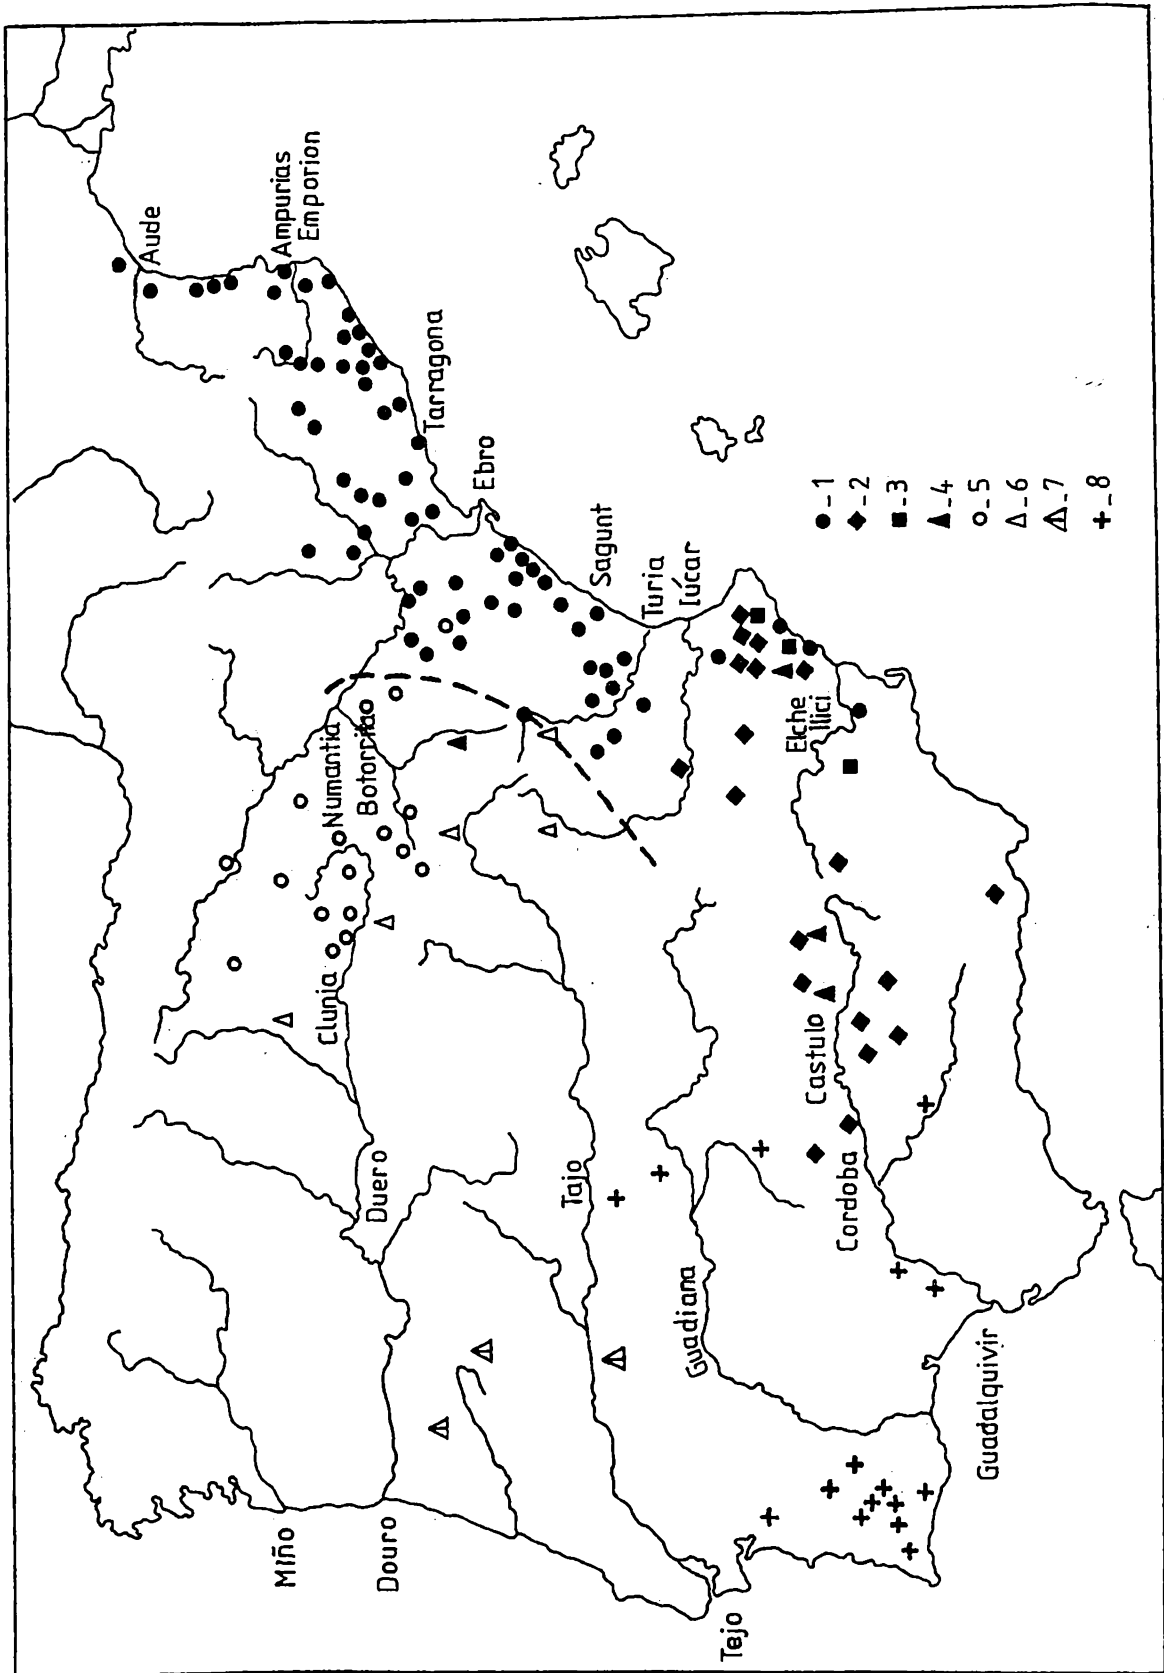 Aude
Ampurias
Emporion
Tarragona
Ebro
Sagunt
Turia
Iúcar
Numantia
Botorrita
Clunia
Elche
Ilici
Castulo
Cordoba
Duero
Tajo
Guadiana
Guadalquivir
Miño
Douro
Tejo
-1
-2
-3
-4
-5
-6
-7
-8